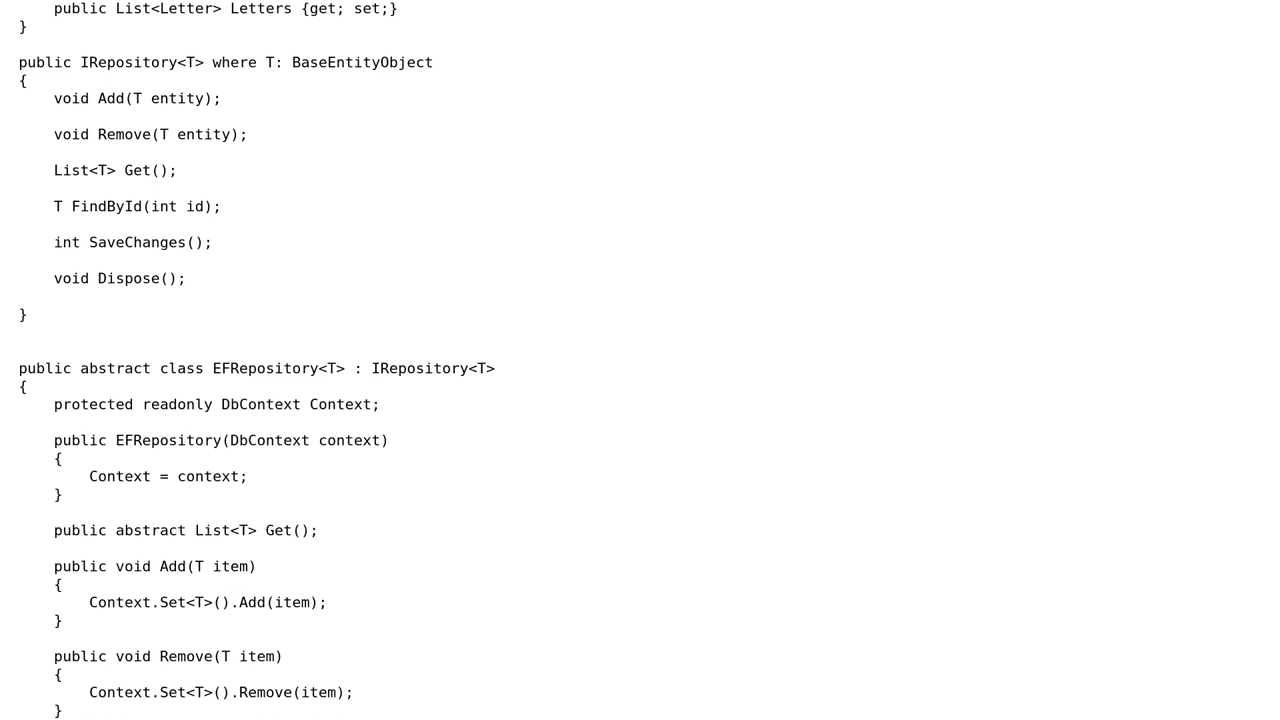 public List<Letter> Letters {get; set;}
}
public IRepository<T> where T: BaseEntityObject
{
    void Add(T entity);
    void Remove(T entity);
    List<T> Get();
    T FindById(int id);
    int SaveChanges();
    void Dispose();
}
public abstract class EFRepository<T> : IRepository<T>
{
    protected readonly DbContext Context;
    public EFRepository(DbContext context)
    {
        Context = context;
    }
    public abstract List<T> Get();
    public void Add(T item)
    {
        Context.Set<T>().Add(item);
    }
    public void Remove(T item)
    {
        Context.Set<T>().Remove(item);
    }